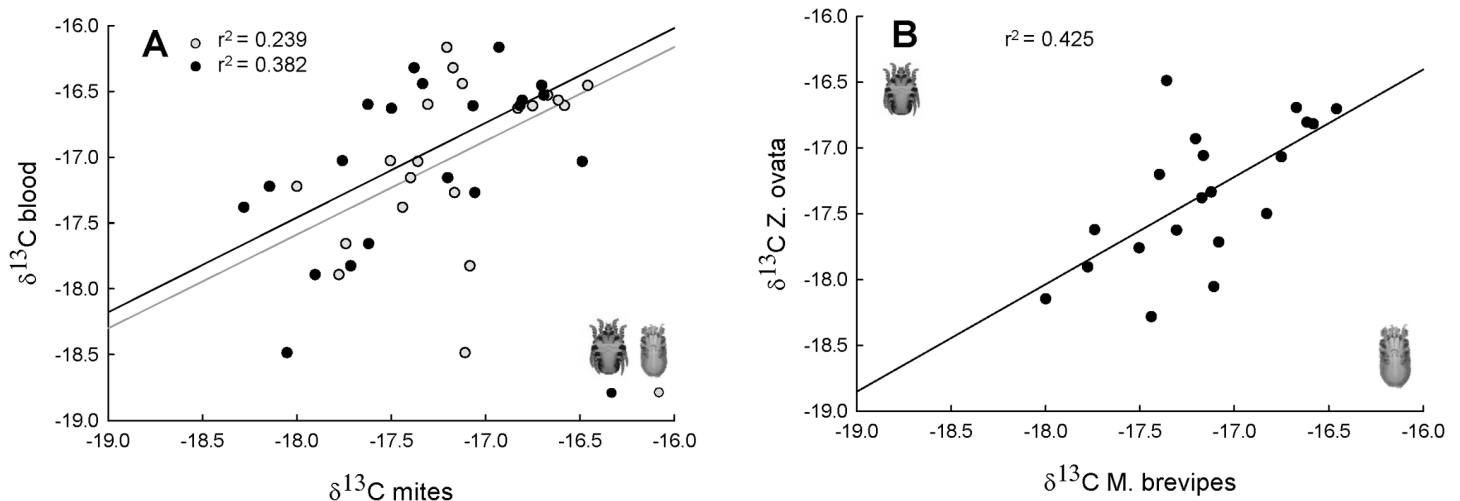 A
r² = 0.239
r² = 0.382
-16.0
-16.5
-17.0
-17.5
-18.0
-18.5
-19.0
δ¹³C blood
-19.0 -18.5 -18.0 -17.5 -17.0 -16.5 -16.0
δ¹³C mites
B
r² = 0.425
-16.0
-16.5
-17.0
-17.5
-18.0
-18.5
-19.0
δ¹³C Z. ovata
-19.0 -18.5 -18.0 -17.5 -17.0 -16.5 -16.0
δ¹³C M. brevipes